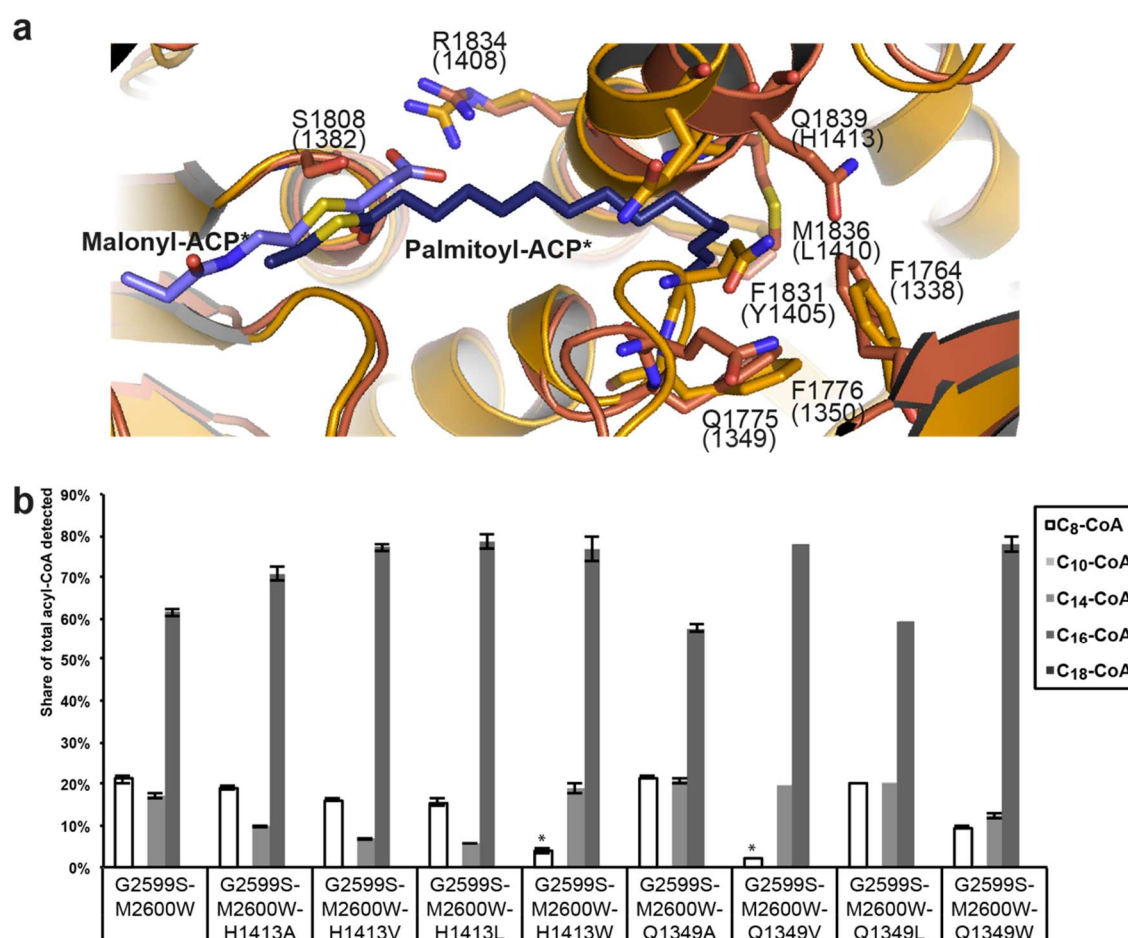 a
R1834
(1408)
S1808
(1382)
Q1839
(H1413)
Malonyl-ACP*
Palmitoyl-ACP*
M1836
(L1410)
F1764
(1338)
F1831
(Y1405)
F1776
(1350)
Q1775
(1349)
b
Share of total acyl-CoA detected
90%
80%
70%
60%
50%
40%
30%
20%
10%
0%
*
*
C8-CoA
C10-CoA
C14-CoA
C16-CoA
C18-CoA
G2599S-
M2600W
G2599S-
M2600W-
H1413A
G2599S-
M2600W-
H1413V
G2599S-
M2600W-
H1413L
G2599S-
M2600W-
H1413W
G2599S-
M2600W-
Q1349A
G2599S-
M2600W-
Q1349V
G2599S-
M2600W-
Q1349L
G2599S-
M2600W-
Q1349W